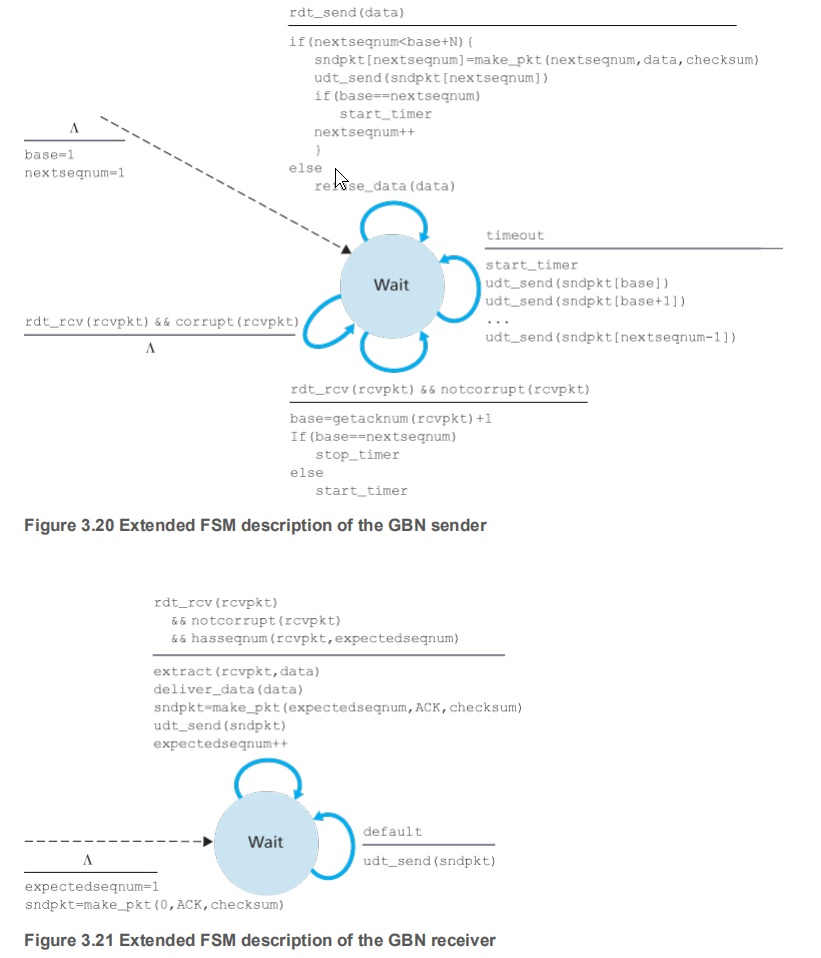 rdt_send(data)
if(nextseqnum<base+N){
sndpkt[nextseqnum]=make_pkt(nextseqnum,data,checksum)
udt_send(sndpkt[nextseqnum])
if(base==nextseqnum)
start_timer
nextseqnum++
}
else
refuse_data(data)
Λ
base=1
nextseqnum=1
timeout
start_timer
udt_send(sndpkt[base])
udt_send(sndpkt[base+1])
...
udt_send(sndpkt[nextseqnum-1])
Wait
rdt_rcv(rcvpkt) && corrupt(rcvpkt)
Λ
rdt_rcv(rcvpkt) && notcorrupt(rcvpkt)
base=getacknum(rcvpkt)+1
If(base==nextseqnum)
stop_timer
else
start_timer
Figure 3.20 Extended FSM description of the GBN sender
rdt_rcv(rcvpkt)
&& notcorrupt(rcvpkt)
&& hasseqnum(rcvpkt,expectedseqnum)
extract(rcvpkt,data)
deliver_data(data)
sndpkt=make_pkt(expectedseqnum,ACK,checksum)
udt_send(sndpkt)
expectedseqnum++
Wait
default
udt_send(sndpkt)
Λ
expectedseqnum=1
sndpkt=make_pkt(0,ACK,checksum)
Figure 3.21 Extended FSM description of the GBN receiver